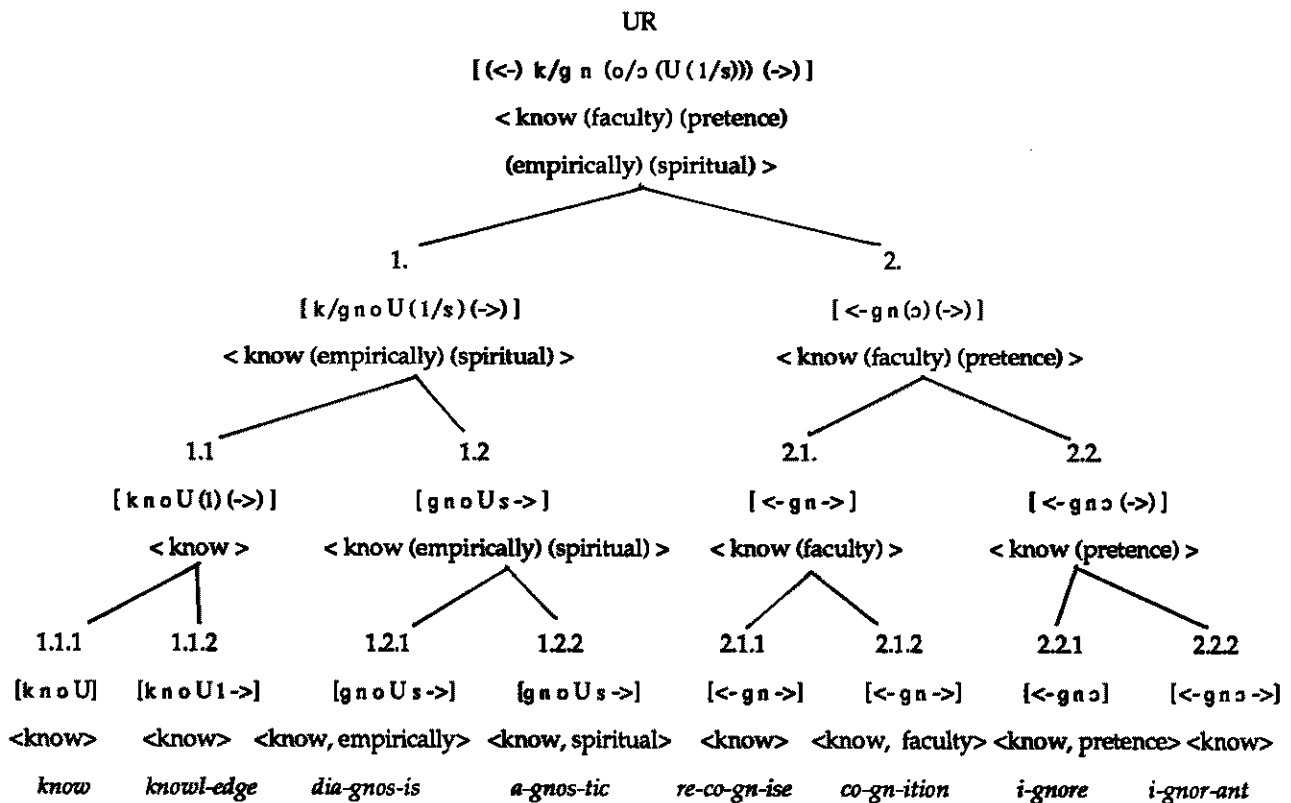 UR
[ (<-) k/g n (o/ɔ (U ( l/s))) (->) ]
< know (faculty) (pretence)
(empirically) (spiritual) >
1. 2.
[ k/g n o U ( l/s ) (->) ] [ <- g n (ɔ) (->) ]
< know (empirically) (spiritual) > < know (faculty) (pretence) >
1.1 1.2 2.1. 2.2.
[ k n o U (l) (->) ] [ g n o U s -> ] [ <- g n -> ] [ <- g n ɔ (->) ]
< know > < know (empirically) (spiritual) > < know (faculty) > < know (pretence) >
1.1.1 1.1.2 1.2.1 1.2.2 2.1.1 2.1.2 2.2.1 2.2.2
[k n o U] [k n o U l ->] [g n o U s ->] [g n o U s ->] [<- g n ->] [<- g n ->] [<- g n ɔ] [<- g n ɔ ->]
<know> <know> <know, empirically> <know, spiritual> <know> <know, faculty> <know, pretence> <know>
know knowl-edge dia-gnos-is a-gnos-tic re-co-gn-ise co-gn-ition i-gnore i-gnor-ant